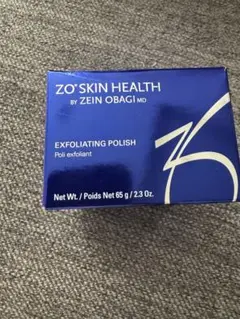 ZO® SKIN HEALTH
BY ZEIN OBAGI MD
EXFOLIATING POLISH
Poli exfoliant
Net Wt. / Poids Net 65 g / 2.3 Oz.